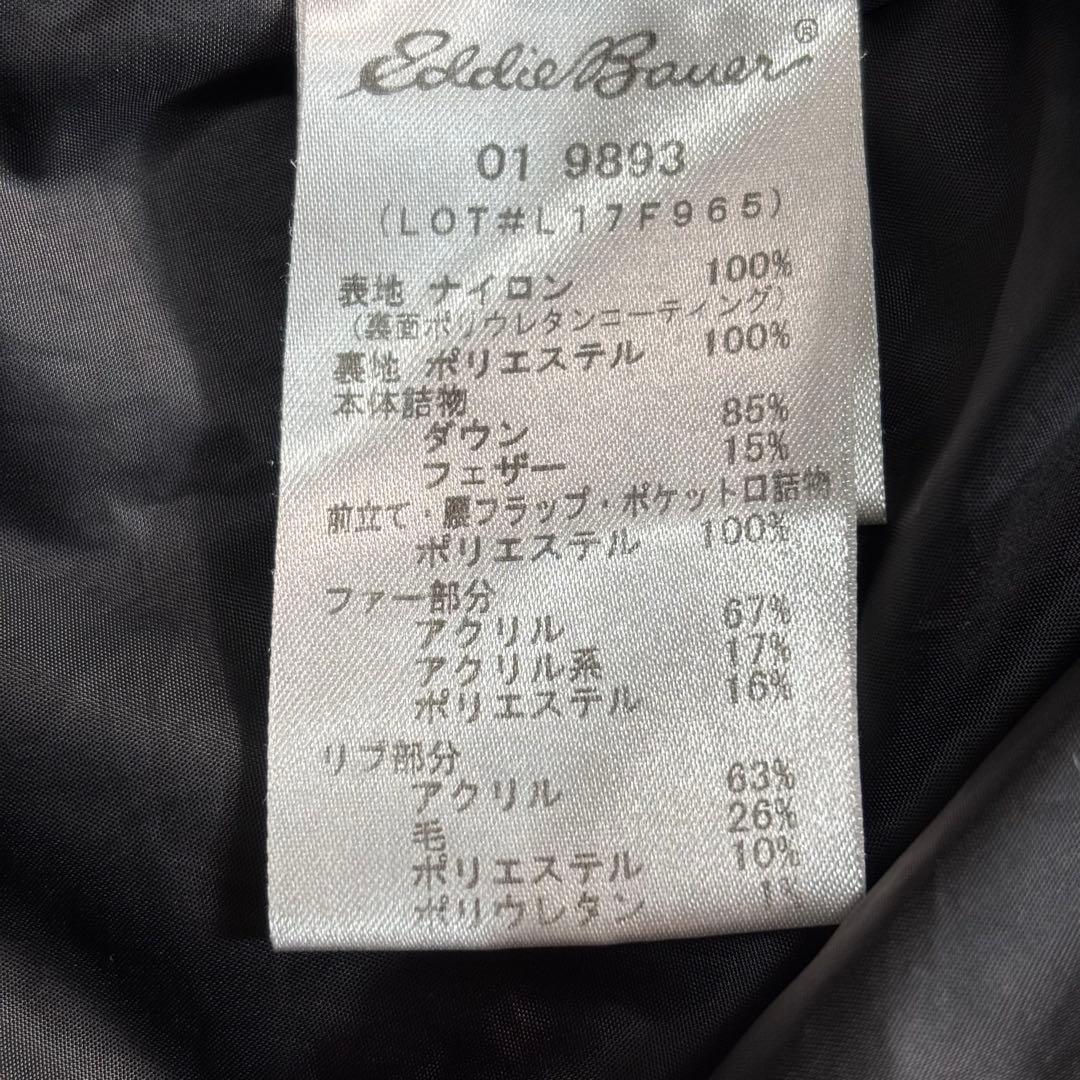 Eddie Bauer®
01 9893
(LOT#L17F965)
表地 ナイロン 100%
(裏面ポリウレタンコーティング)
裏地 ポリエステル 100%
本体詰物
ダウン 85%
フェザー 15%
前立て・腰フラップ・ポケット口詰物
ポリエステル 100%
ファー部分
アクリル 67%
アクリル系 17%
ポリエステル 16%
リブ部分
アクリル 63%
毛 26%
ポリエステル 10%
ポリウレタン 1%